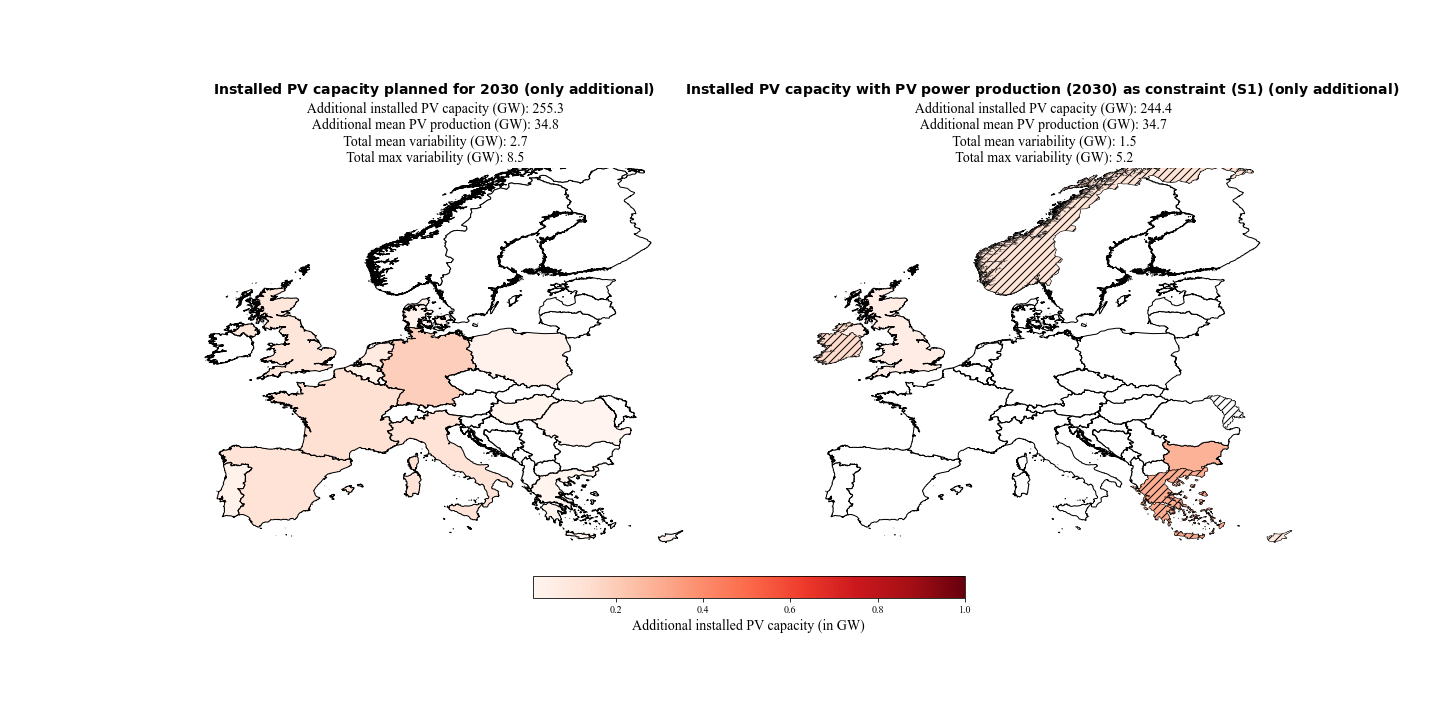 Installed PV capacity planned for 2030 (only additional)
Additional installed PV capacity (GW): 255.3
Additional mean PV production (GW): 34.8
Total mean variability (GW): 2.7
Total max variability (GW): 8.5
Installed PV capacity with PV power production (2030) as constraint (S1) (only additional)
Additional installed PV capacity (GW): 244.4
Additional mean PV production (GW): 34.7
Total mean variability (GW): 1.5
Total max variability (GW): 5.2
0.2 0.4 0.6 0.8 1.0
Additional installed PV capacity (in GW)